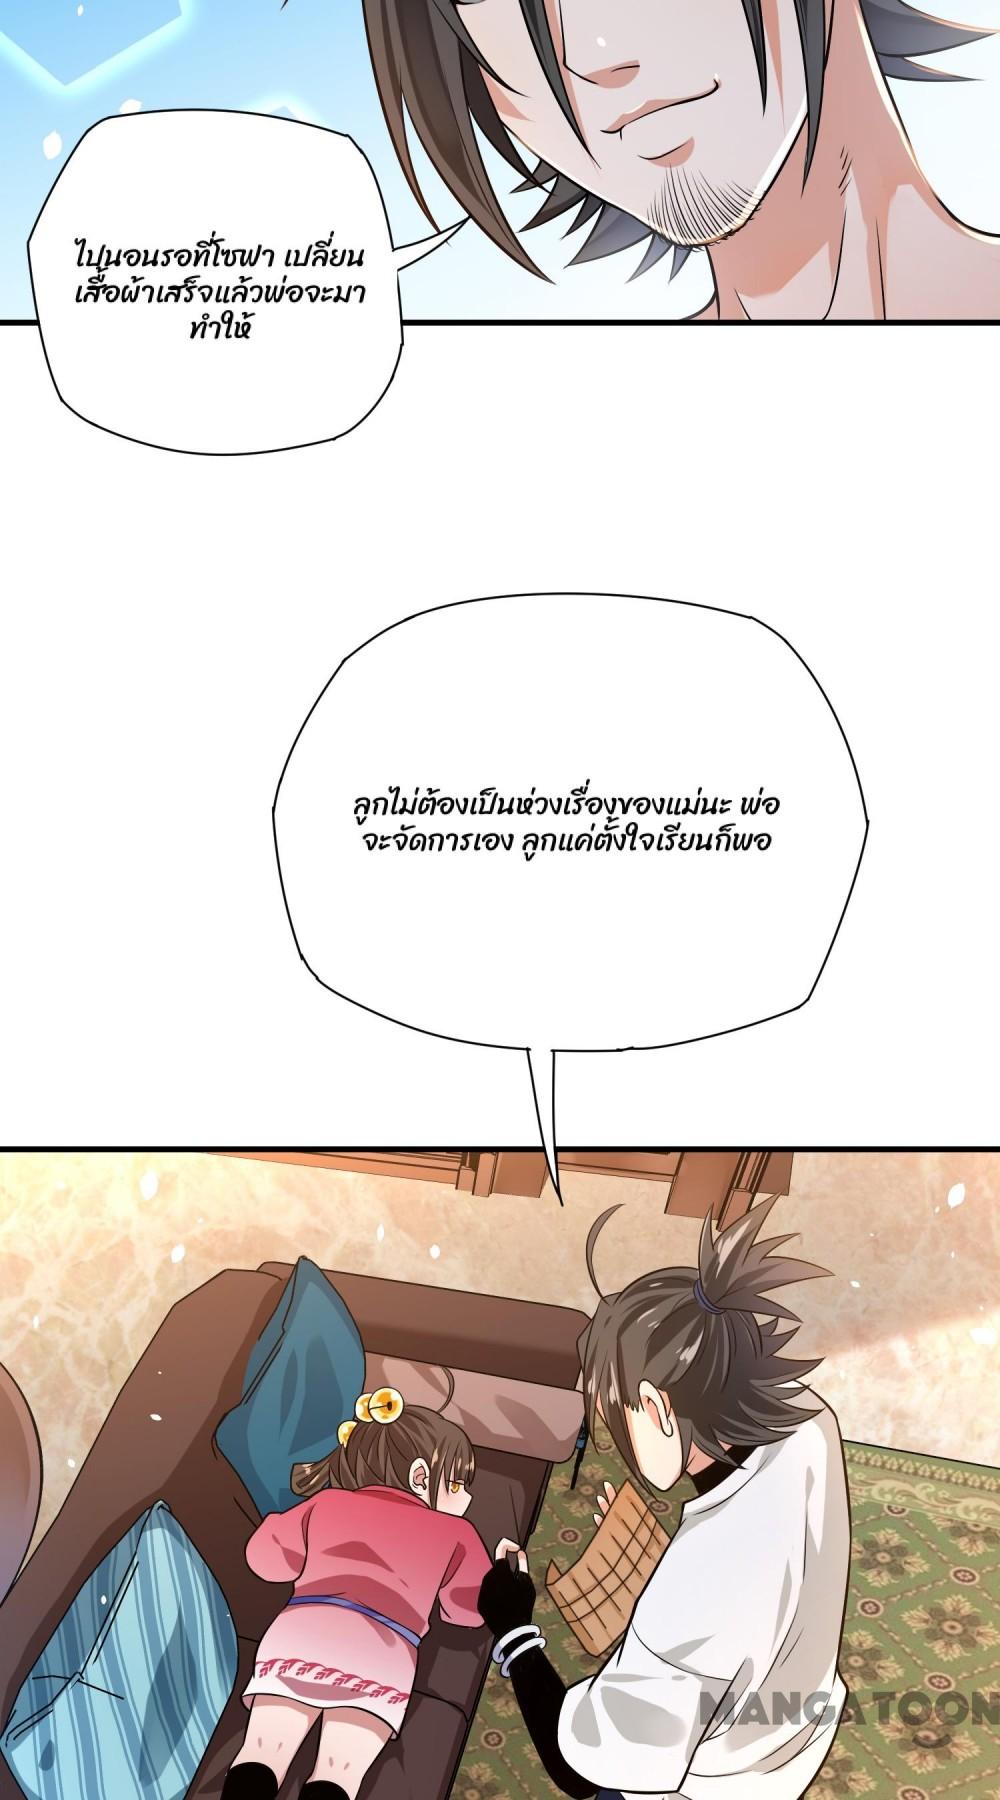 ไปนอนรอที่โซฟา เปลี่ยน
เสื้อผ้าเสร็จแล้วพ่อจะมา
ทำให้
ลูกไม่ต้องเป็นห่วงเรื่องของแม่นะ พ่อ
จะจัดการเอง ลูกแค่ตั้งใจเรียนก็พอ
MANGATOON